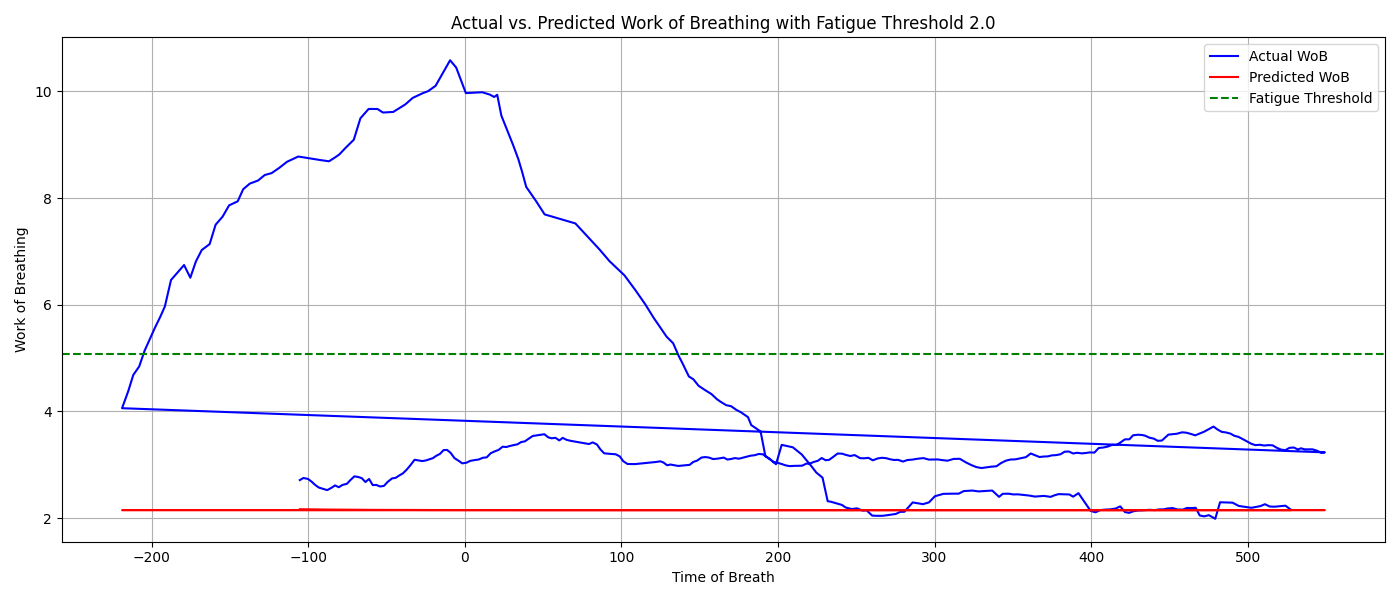 Actual vs. Predicted Work of Breathing with Fatigue Threshold 2.0
Actual WoB
Predicted WoB
Fatigue Threshold
Work of Breathing
10
8
6
4
2
−200
−100
0
100
200
300
400
500
Time of Breath